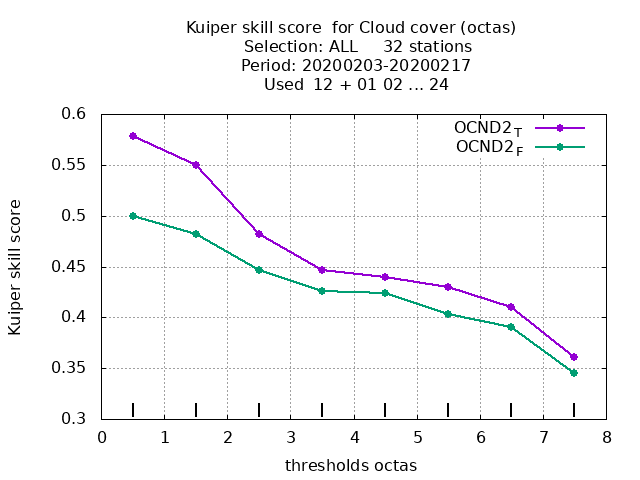 Kuiper skill score  for Cloud cover (octas)
Selection: ALL     32 stations
Period: 20200203-20200217
Used  12 + 01 02 ... 24
OCND2T
OCND2F
0.6
0.55
0.5
0.45
0.4
0.35
0.3
Kuiper skill score
0 1 2 3 4 5 6 7 8
thresholds octas